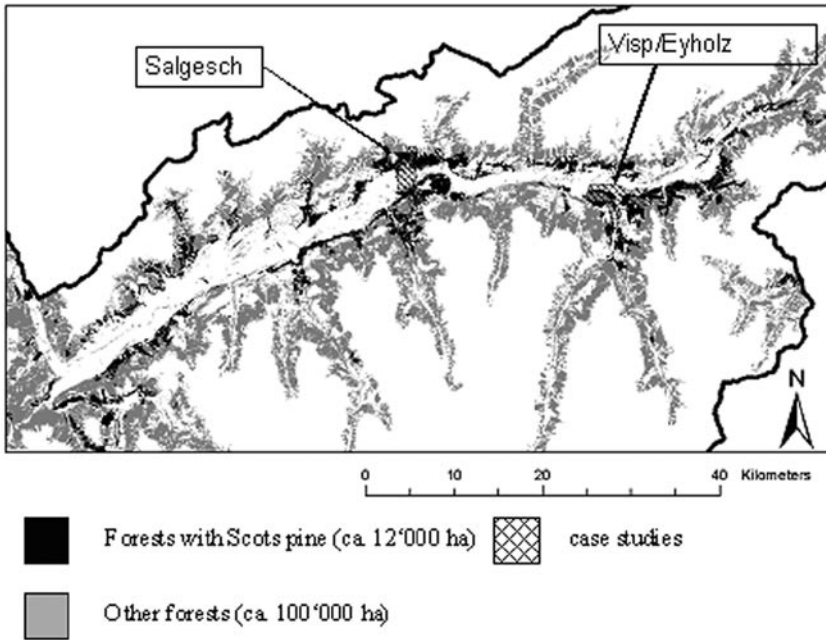 Salgesch
Visp/Eyholz
N
0 10 20 40 Kilometers
Forests with Scots pine (ca. 12'000 ha)
case studies
Other forests (ca. 100'000 ha)